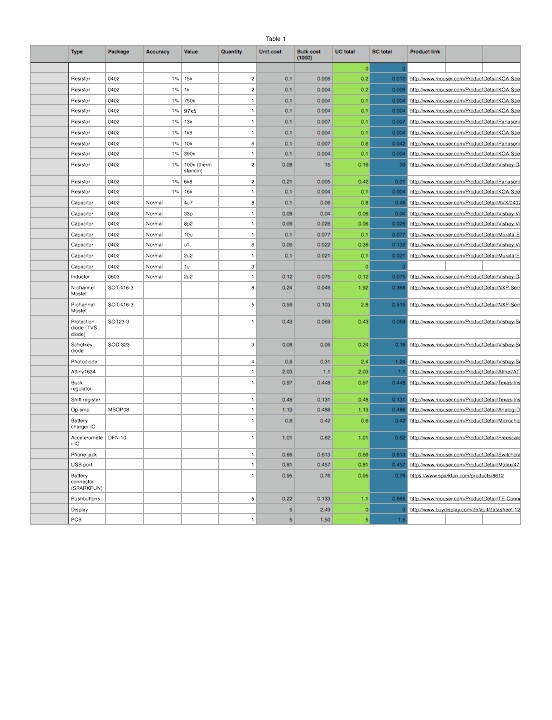 Table 1
Type Package Accuracy Value Quantity Unit cost Bulk cost (1000) UC total BC total Product link
0 0
Resistor 0402 1% 15k 2 0.1 0.006 0.2 0.012 http://www.mouser.com/ProductDetail/KOA-Spe
Resistor 0402 1% 1k 2 0.1 0.004 0.2 0.008 http://www.mouser.com/ProductDetail/KOA-Spe
Resistor 0402 1% 750k 1 0.1 0.004 0.1 0.004 http://www.mouser.com/ProductDetail/KOA-Spe
Resistor 0402 1% 97k6 1 0.1 0.004 0.1 0.004 http://www.mouser.com/ProductDetail/KOA-Spe
Resistor 0402 1% 13k 1 0.1 0.007 0.1 0.007 http://www.mouser.com/ProductDetail/Panasoni
Resistor 0402 1% 1k8 1 0.1 0.004 0.1 0.004 http://www.mouser.com/ProductDetail/KOA-Spe
Resistor 0402 1% 10k 6 0.1 0.007 0.6 0.042 http://www.mouser.com/ProductDetail/Panasoni
Resistor 0402 1% 390k 1 0.1 0.004 0.1 0.004 http://www.mouser.com/ProductDetail/KOA-Spe
Resistor 0402 1% 100k (therm standin) 2 0.08 15 0.16 30 http://www.mouser.com/ProductDetail/Vishay-D
Resistor 0402 1% 6k8 2 0.21 0.005 0.42 0.01 http://www.mouser.com/ProductDetail/Panasoni
Resistor 0402 1% 16k 1 0.1 0.004 0.1 0.004 http://www.mouser.com/ProductDetail/KOA-Spe
Capacitor 0402 Normal 4u7 8 0.1 0.06 0.8 0.48 http://www.mouser.com/ProductDetail/AVX/0402
Capacitor 0402 Normal 33p 1 0.08 0.04 0.08 0.04 http://www.mouser.com/ProductDetail/Vishay-Vi
Capacitor 0402 Normal 8p2 1 0.06 0.026 0.06 0.026 http://www.mouser.com/ProductDetail/Vishay-Vi
Capacitor 0402 Normal 10u 1 0.1 0.077 0.1 0.077 http://www.mouser.com/ProductDetail/Murata-E
Capacitor 0402 Normal u1 6 0.06 0.022 0.36 0.132 http://www.mouser.com/ProductDetail/Vishay-Vi
Capacitor 0402 Normal 2u2 1 0.1 0.021 0.1 0.021 http://www.mouser.com/ProductDetail/Murata-E
Capacitor 0402 Normal 1u 3 0 0
Inductor 0603 Normal 2u2 1 0.12 0.075 0.12 0.075 http://www.mouser.com/ProductDetail/Vishay-D
N-channel Mosfet SOT-416-3 8 0.24 0.046 1.92 0.368 http://www.mouser.com/ProductDetail/NXP-Sem
P-channel Mosfet SOT-416-3 5 0.56 0.103 2.8 0.515 http://www.mouser.com/ProductDetail/NXP-Sem
Protection diode (TVS diode) SOT23-3 1 0.43 0.069 0.43 0.069 http://www.mouser.com/ProductDetail/Vishay-Se
Schottkey diode SOD-323 3 0.08 0.06 0.24 0.18 http://www.mouser.com/ProductDetail/Vishay-Se
Photodiode 4 0.6 0.31 2.4 1.24 http://www.mouser.com/ProductDetail/Vishay-Se
Attiny1634 1 2.03 1.1 2.03 1.1 http://www.mouser.com/ProductDetail/Atmel/AT
Buck regulator 1 0.97 0.448 0.97 0.448 http://www.mouser.com/ProductDetail/Texas-Ins
Shift register 1 0.48 0.131 0.48 0.131 http://www.mouser.com/ProductDetail/Texas-Ins
Op-amp MSOP08 1 1.13 0.486 1.13 0.486 http://www.mouser.com/ProductDetail/Analog-D
Battery charger IC 1 0.6 0.42 0.6 0.42 http://www.mouser.com/ProductDetail/Microchip
Accelerometer IC DFN-10 1 1.01 0.62 1.01 0.62 http://www.mouser.com/ProductDetail/Freescale
Phone jack 1 0.66 0.613 0.66 0.613 http://www.mouser.com/ProductDetail/Switchcra
USB port 1 0.81 0.457 0.81 0.457 http://www.mouser.com/ProductDetail/Molex/47
Battery connector (SPARKFUN) 1 0.95 0.76 0.95 0.76 https://www.sparkfun.com/products/8612
Pushbuttons 5 0.22 0.133 1.1 0.665 http://www.mouser.com/ProductDetail/TE-Conn
Display 5 2.49 0 0 http://www.buydisplay.com/default/datasheet-12
PCB 1 5 1.50 5 1.5